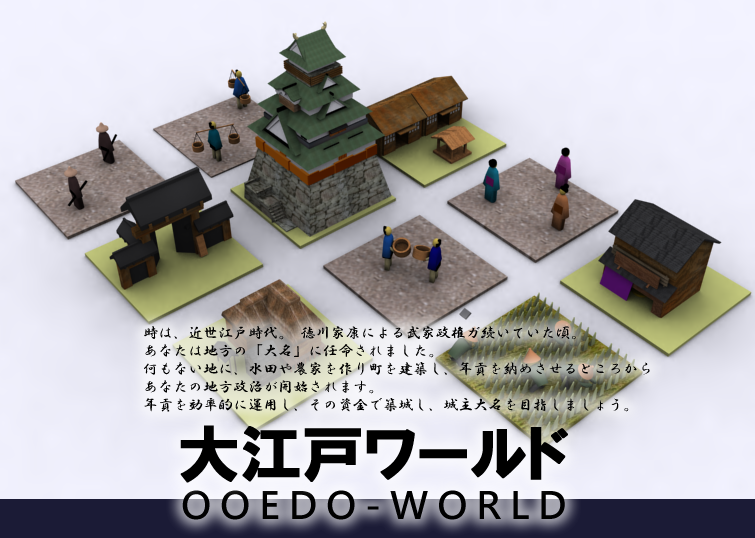 時は、近世江戸時代。 徳川家康による武家政権が続いていた頃。
あなたは地方の「大名」に任命されました。
何もない地に、水田や農家を作り町を建築し、年貢を納めさせるところから
あなたの地方政治が開始されます。
年貢を効率的に運用し、その資金で築城し、城主大名を目指しましょう。
大江戸ワールド
OOEDO-WORLD